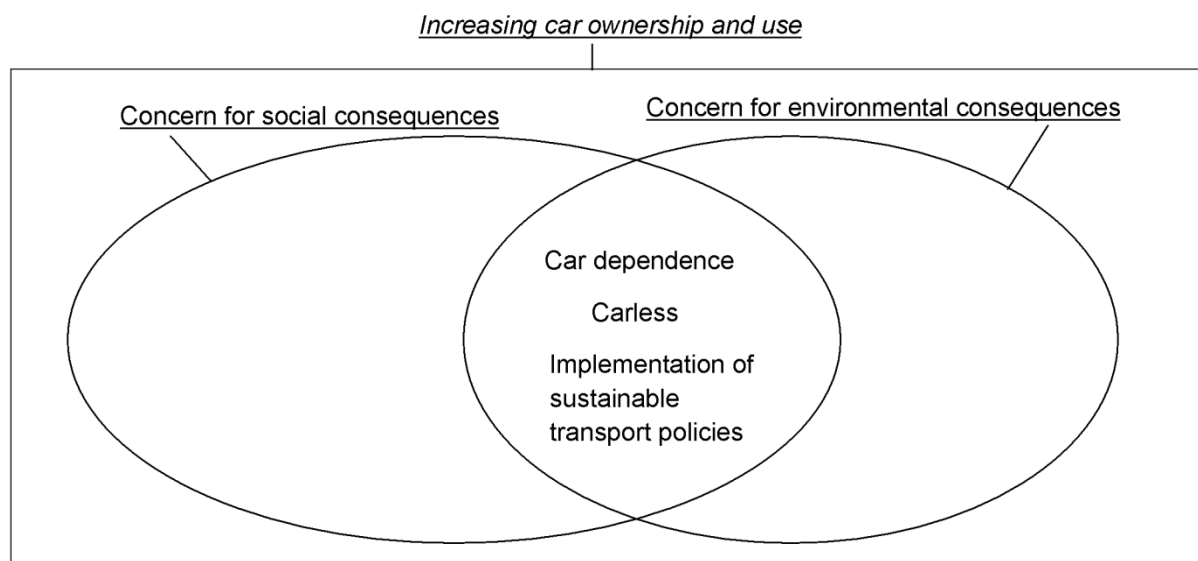 Increasing car ownership and use
Concern for social consequences
Concern for environmental consequences
Car dependence
Carless
Implementation of
sustainable
transport policies